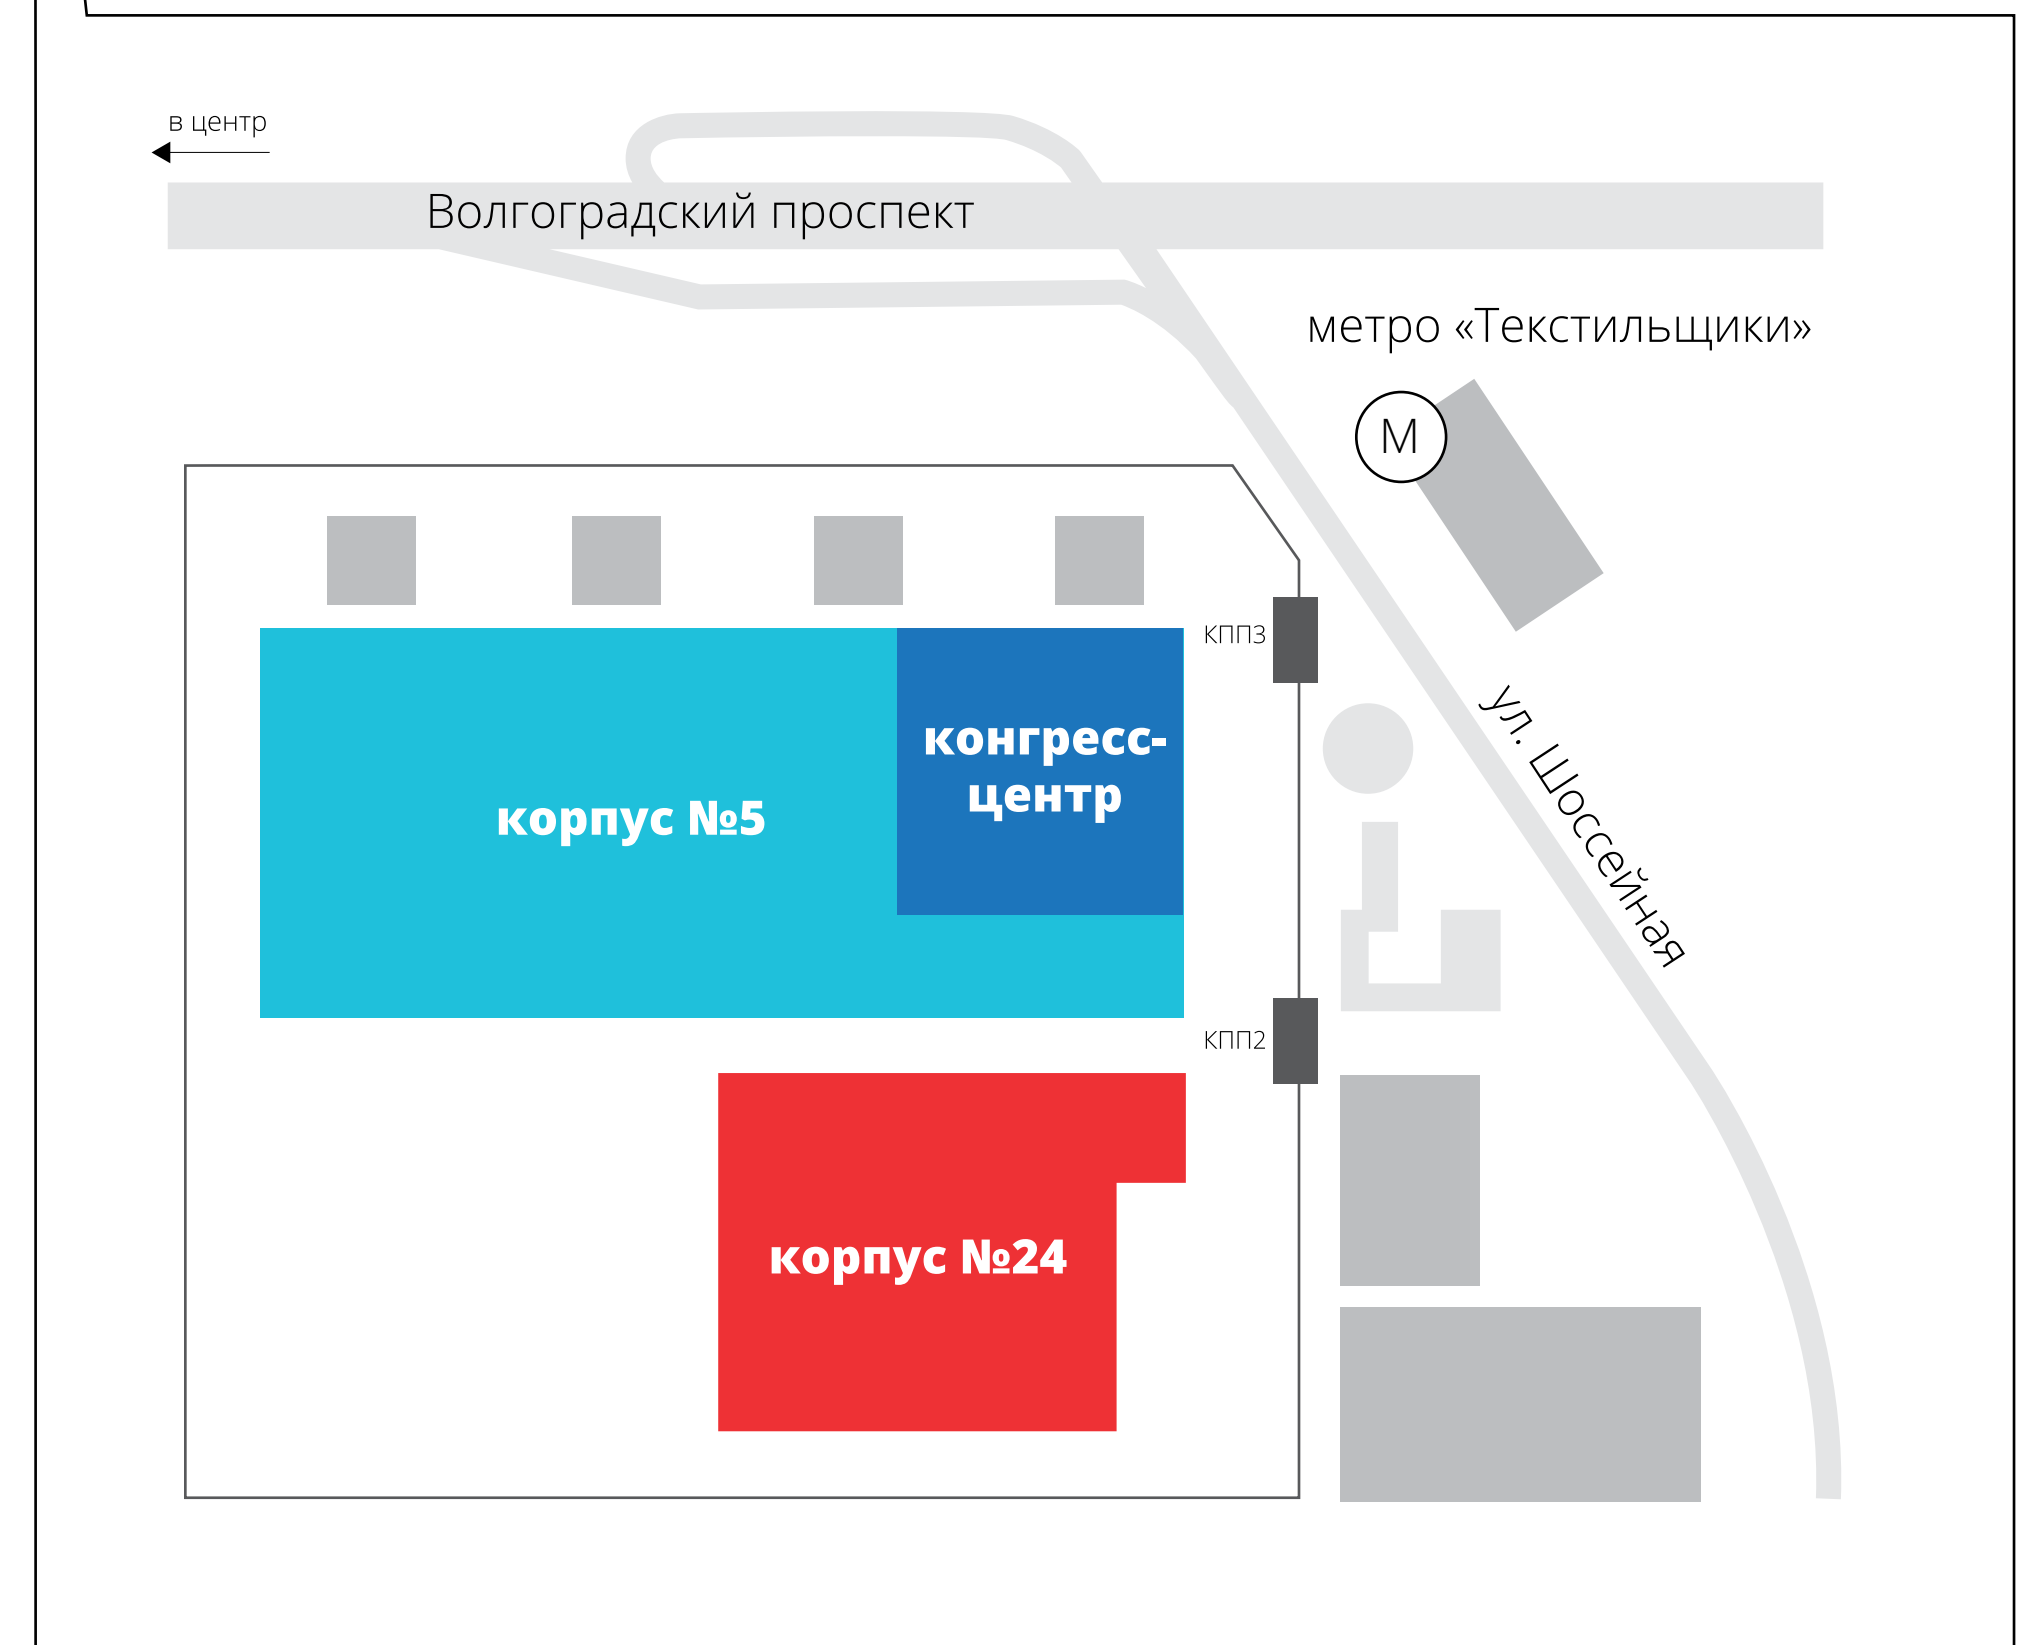 в центр
Волгоградский проспект
метро «Текстильщики»
М
КПП3
конгресс-
центр
корпус №5
ул. Шоссейная
КПП2
корпус №24